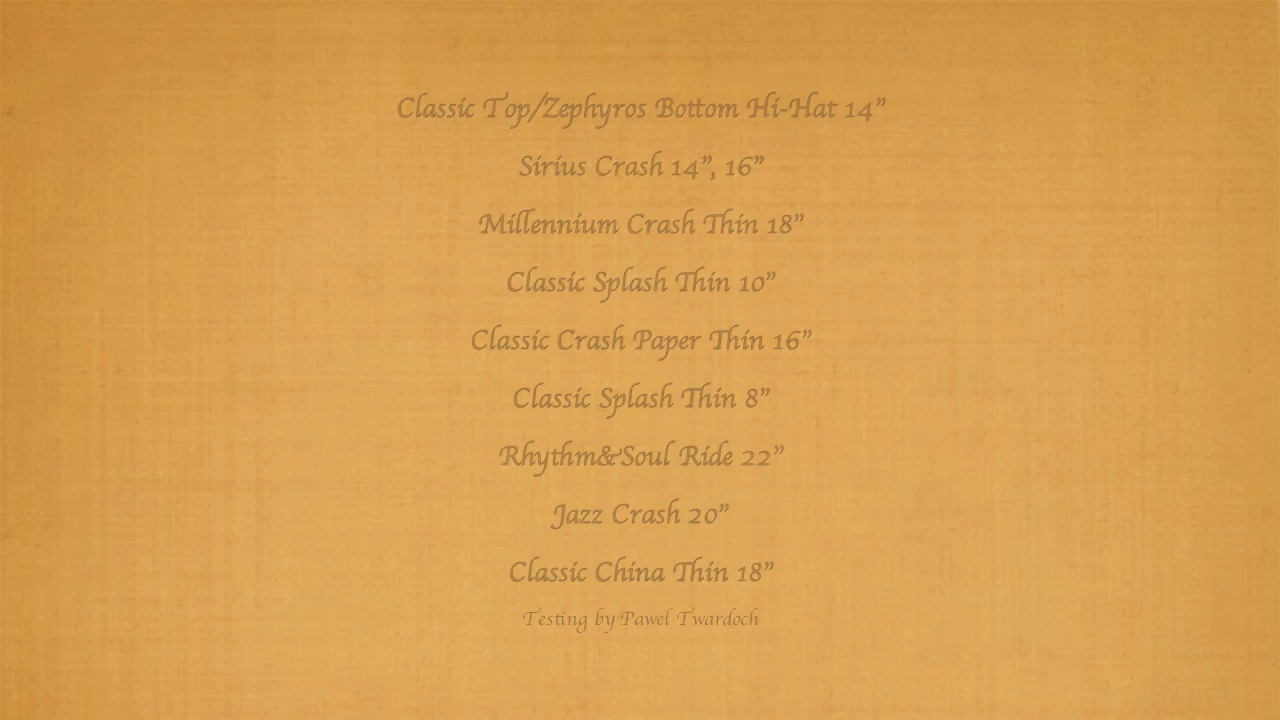 Classic Top/Zephyros Bottom Hi-Hat 14”
Sirius Crash 14”, 16”
Millennium Crash Thin 18”
Classic Splash Thin 10”
Classic Crash Paper Thin 16”
Classic Splash Thin 8”
Rhythm&Soul Ride 22”
Jazz Crash 20”
Classic China Thin 18”
Testing by Pawel Twardoch